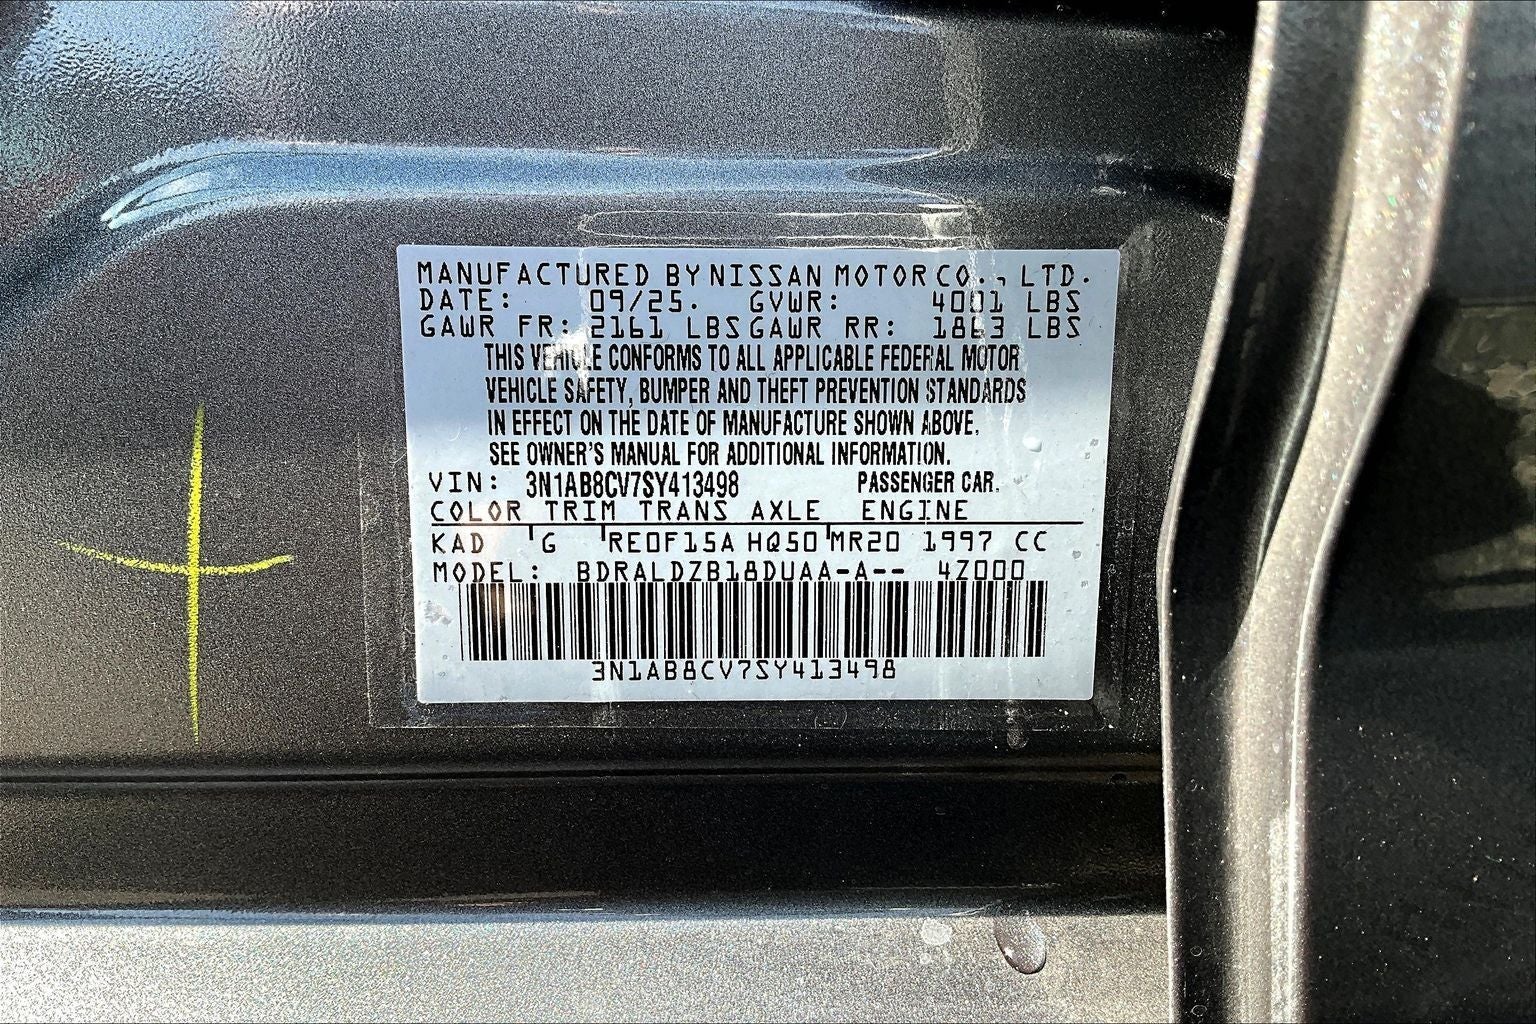 MANUFACTURED BY NISSAN MOTOR CO., LTD.
DATE: 09/25. GVWR: 4001 LBS
GAWR FR: 2161 LBS GAWR RR: 1863 LBS
THIS VEHICLE CONFORMS TO ALL APPLICABLE FEDERAL MOTOR
VEHICLE SAFETY, BUMPER AND THEFT PREVENTION STANDARDS
IN EFFECT ON THE DATE OF MANUFACTURE SHOWN ABOVE.
SEE OWNER'S MANUAL FOR ADDITIONAL INFORMATION.
VIN: 3N1AB8CV7SY413498 PASSENGER CAR.
COLOR TRIM TRANS AXLE ENGINE
KAD G RE0F15A HQ50 MR20 1997 CC
MODEL: BDRALDZB18DUAA-A-- 4Z000
3N1AB8CV7SY413498